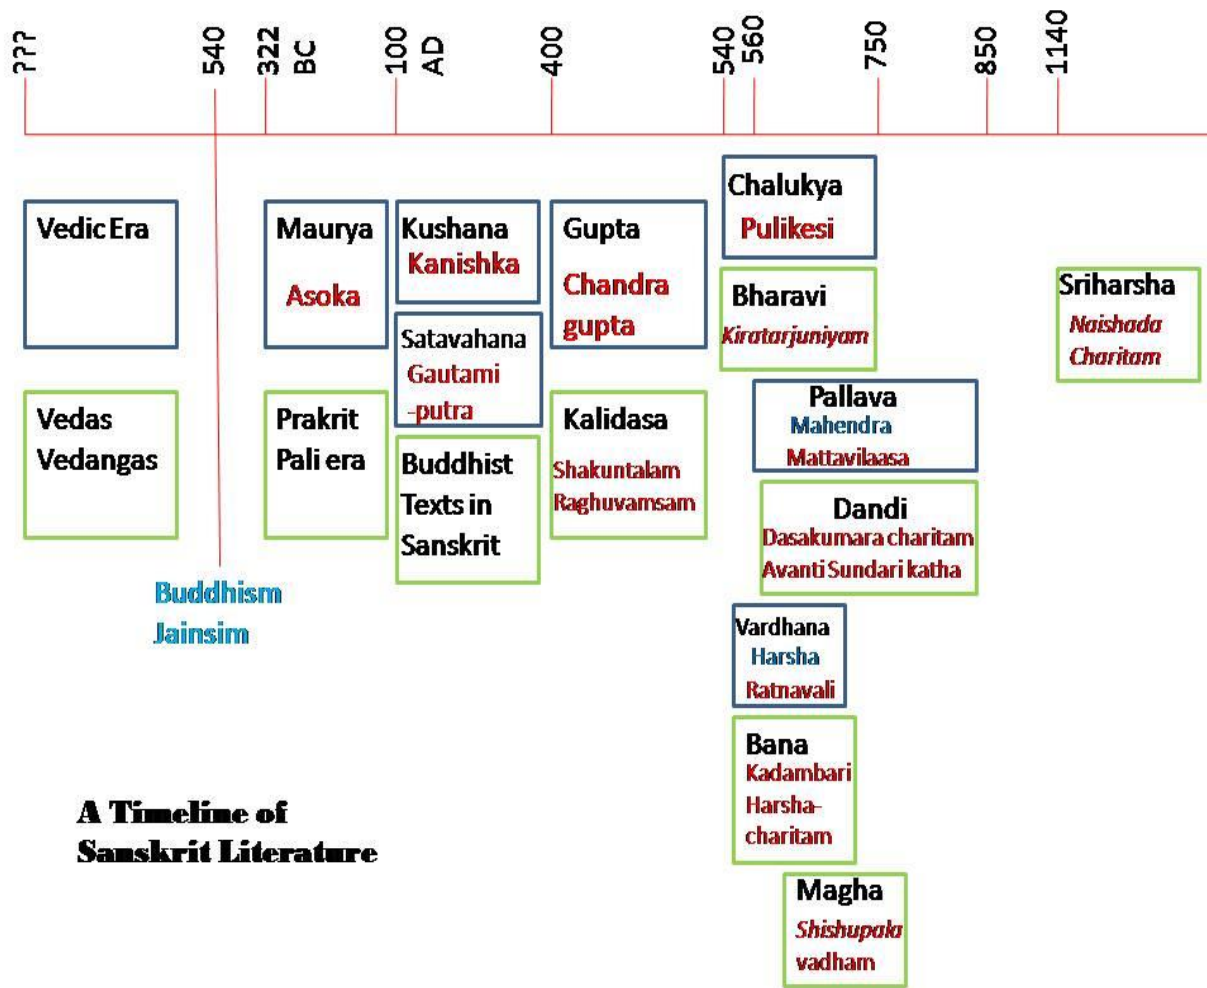 ???
540
322
BC
100
AD
400
540
560
750
850
1140
Vedic Era
Vedas
Vedangas
Buddhism
Jainsim
Maurya
Asoka
Prakrit
Pali era
Kushana
Kanishka
Satavahana
Gautami
-putra
Buddhist
Texts in
Sanskrit
Gupta
Chandra
gupta
Kalidasa
Shakuntalam
Raghuvamsam
Chalukya
Pulikesi
Bharavi
Kiratarjuniyam
Pallava
Mahendra
Mattavilaasa
Dandi
Dasakumara charitam
Avanti Sundari katha
Vardhana
Harsha
Ratnavali
Bana
Kadambari
Harsha-
charitam
Magha
Shishupala
vadham
Sriharsha
Naishada
Charitam
A Timeline of
Sanskrit Literature